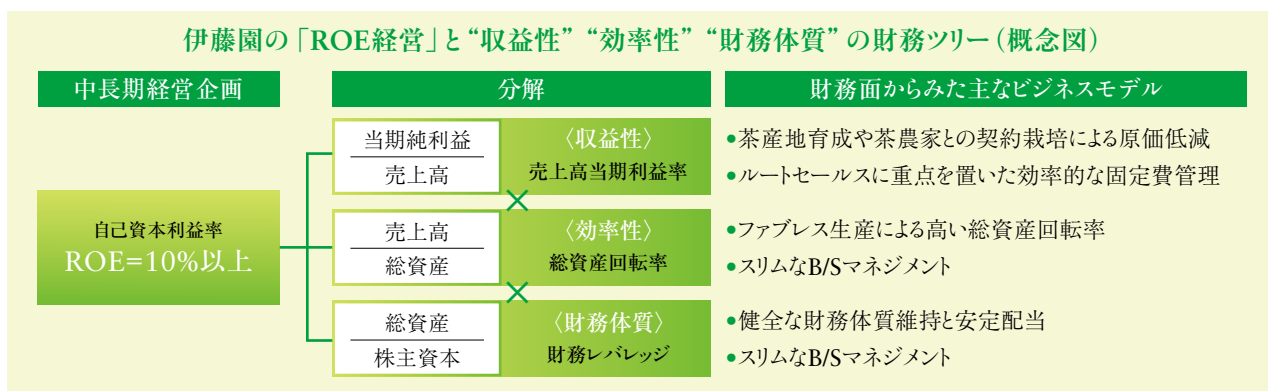 伊藤園の「ROE経営」と“収益性”“効率性”“財務体質”の財務ツリー（概念図）
中長期経営企画
分解
財務面からみた主なビジネスモデル
自己資本利益率
ROE=10%以上
当期純利益
売上高
〈収益性〉
売上高当期利益率
●茶産地育成や茶農家との契約栽培による原価低減
●ルートセールスに重点を置いた効率的な固定費管理
×
売上高
総資産
〈効率性〉
総資産回転率
●ファブレス生産による高い総資産回転率
●スリムなB/Sマネジメント
×
総資産
株主資本
〈財務体質〉
財務レバレッジ
●健全な財務体質維持と安定配当
●スリムなB/Sマネジメント